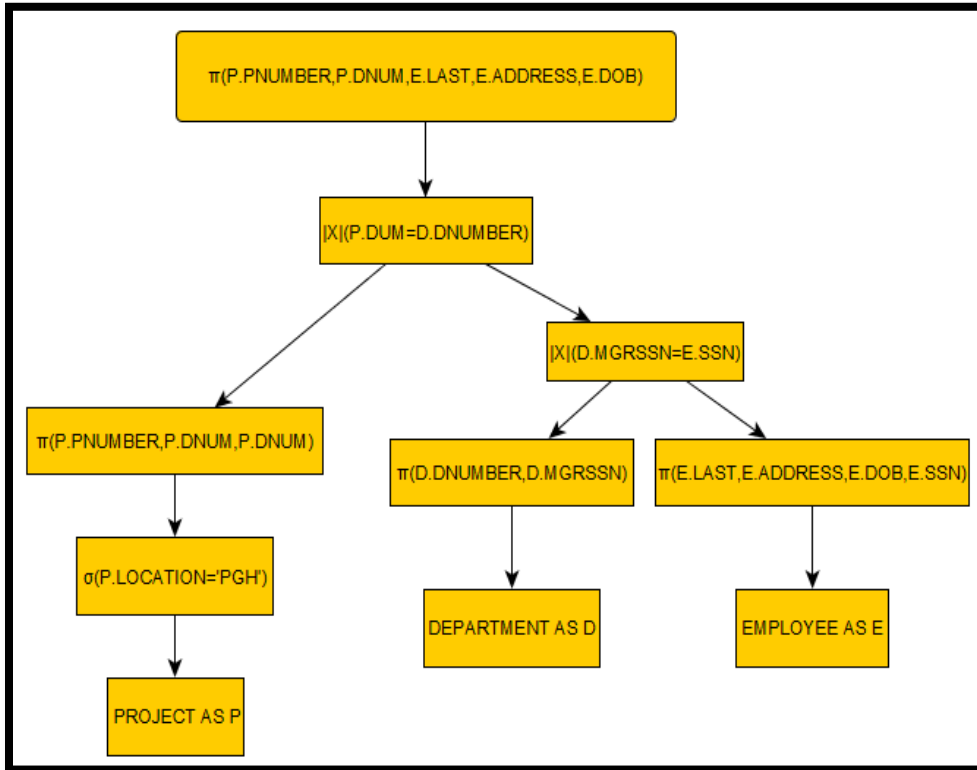 π(P.PNUMBER,P.DNUM,E.LAST,E.ADDRESS,E.DOB)
|X|(P.DUM=D.DNUMBER)
|X|(D.MGRSSN=E.SSN)
π(P.PNUMBER,P.DNUM,P.DNUM)
π(D.DNUMBER,D.MGRSSN)
π(E.LAST,E.ADDRESS,E.DOB,E.SSN)
σ(P.LOCATION='PGH')
DEPARTMENT AS D
EMPLOYEE AS E
PROJECT AS P